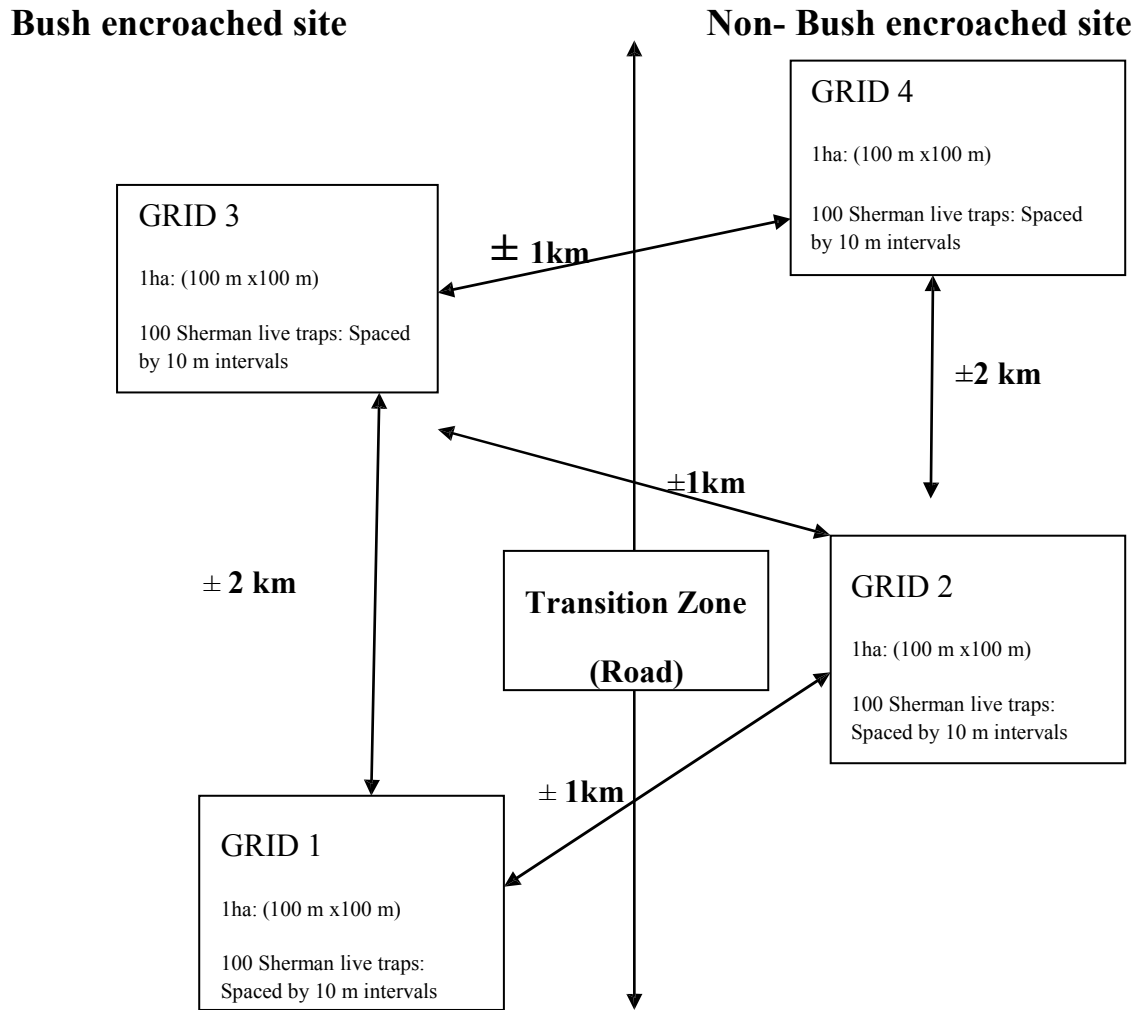 Bush encroached site
Non- Bush encroached site
GRID 4
1ha: (100 m x100 m)
100 Sherman live traps: Spaced
by 10 m intervals
GRID 3
1ha: (100 m x100 m)
100 Sherman live traps: Spaced
by 10 m intervals
± 1km
±2 km
±1km
± 2 km
Transition Zone
(Road)
GRID 2
1ha: (100 m x100 m)
100 Sherman live traps:
Spaced by 10 m intervals
± 1km
GRID 1
1ha: (100 m x100 m)
100 Sherman live traps:
Spaced by 10 m intervals